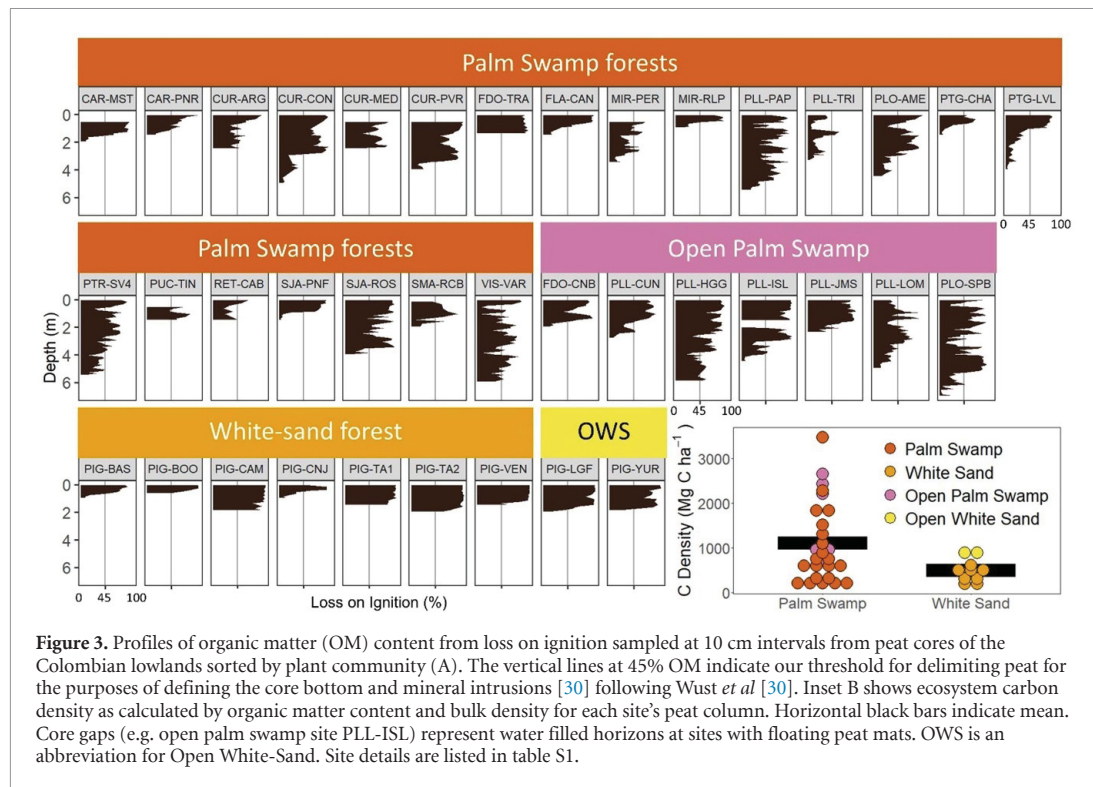 Palm Swamp forests
CAR-MST CAR-PNR CUR-ARG CUR-CON CUR-MED CUR-PVR FDO-TRA FLA-CAN MIR-PER MIR-RLP PLL-PAP PLL-TRI PLO-AME PTG-CHA PTG-LVL
0
2
4
6
0 45 100
Palm Swamp forests Open Palm Swamp
PTR-SV4 PUC-TIN RET-CAB SJA-PNF SJA-ROS SMA-RCB VIS-VAR FDO-CNB PLL-CUN PLL-HGG PLL-ISL PLL-JMS PLL-LOM PLO-SPB
Depth (m)
0
2
4
6
0 45 100
White-sand forest OWS
PIG-BAS PIG-BOO PIG-CAM PIG-CNJ PIG-TA1 PIG-TA2 PIG-VEN PIG-LGF PIG-YUR
0
2
4
6
0 45 100
Loss on Ignition (%)
C Density (Mg C ha⁻¹)
3000
2000
1000
0
Palm Swamp
White Sand
Open Palm Swamp
Open White Sand
Palm Swamp White Sand
Figure 3. Profiles of organic matter (OM) content from loss on ignition sampled at 10 cm intervals from peat cores of the
Colombian lowlands sorted by plant community (A). The vertical lines at 45% OM indicate our threshold for delimiting peat for
the purposes of defining the core bottom and mineral intrusions [30] following Wust et al [30]. Inset B shows ecosystem carbon
density as calculated by organic matter content and bulk density for each site's peat column. Horizontal black bars indicate mean.
Core gaps (e.g. open palm swamp site PLL-ISL) represent water filled horizons at sites with floating peat mats. OWS is an
abbreviation for Open White-Sand. Site details are listed in table S1.